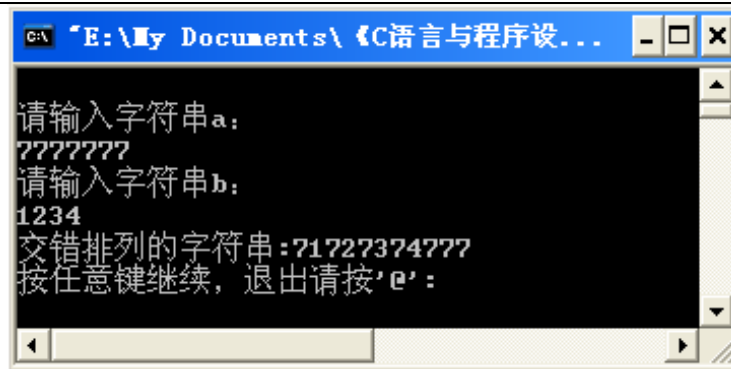 "E:\My Documents\《C语言与程序设...
请输入字符串a：
7777777
请输入字符串b：
1234
交错排列的字符串:71727374777
按任意键继续，退出请按'@'：